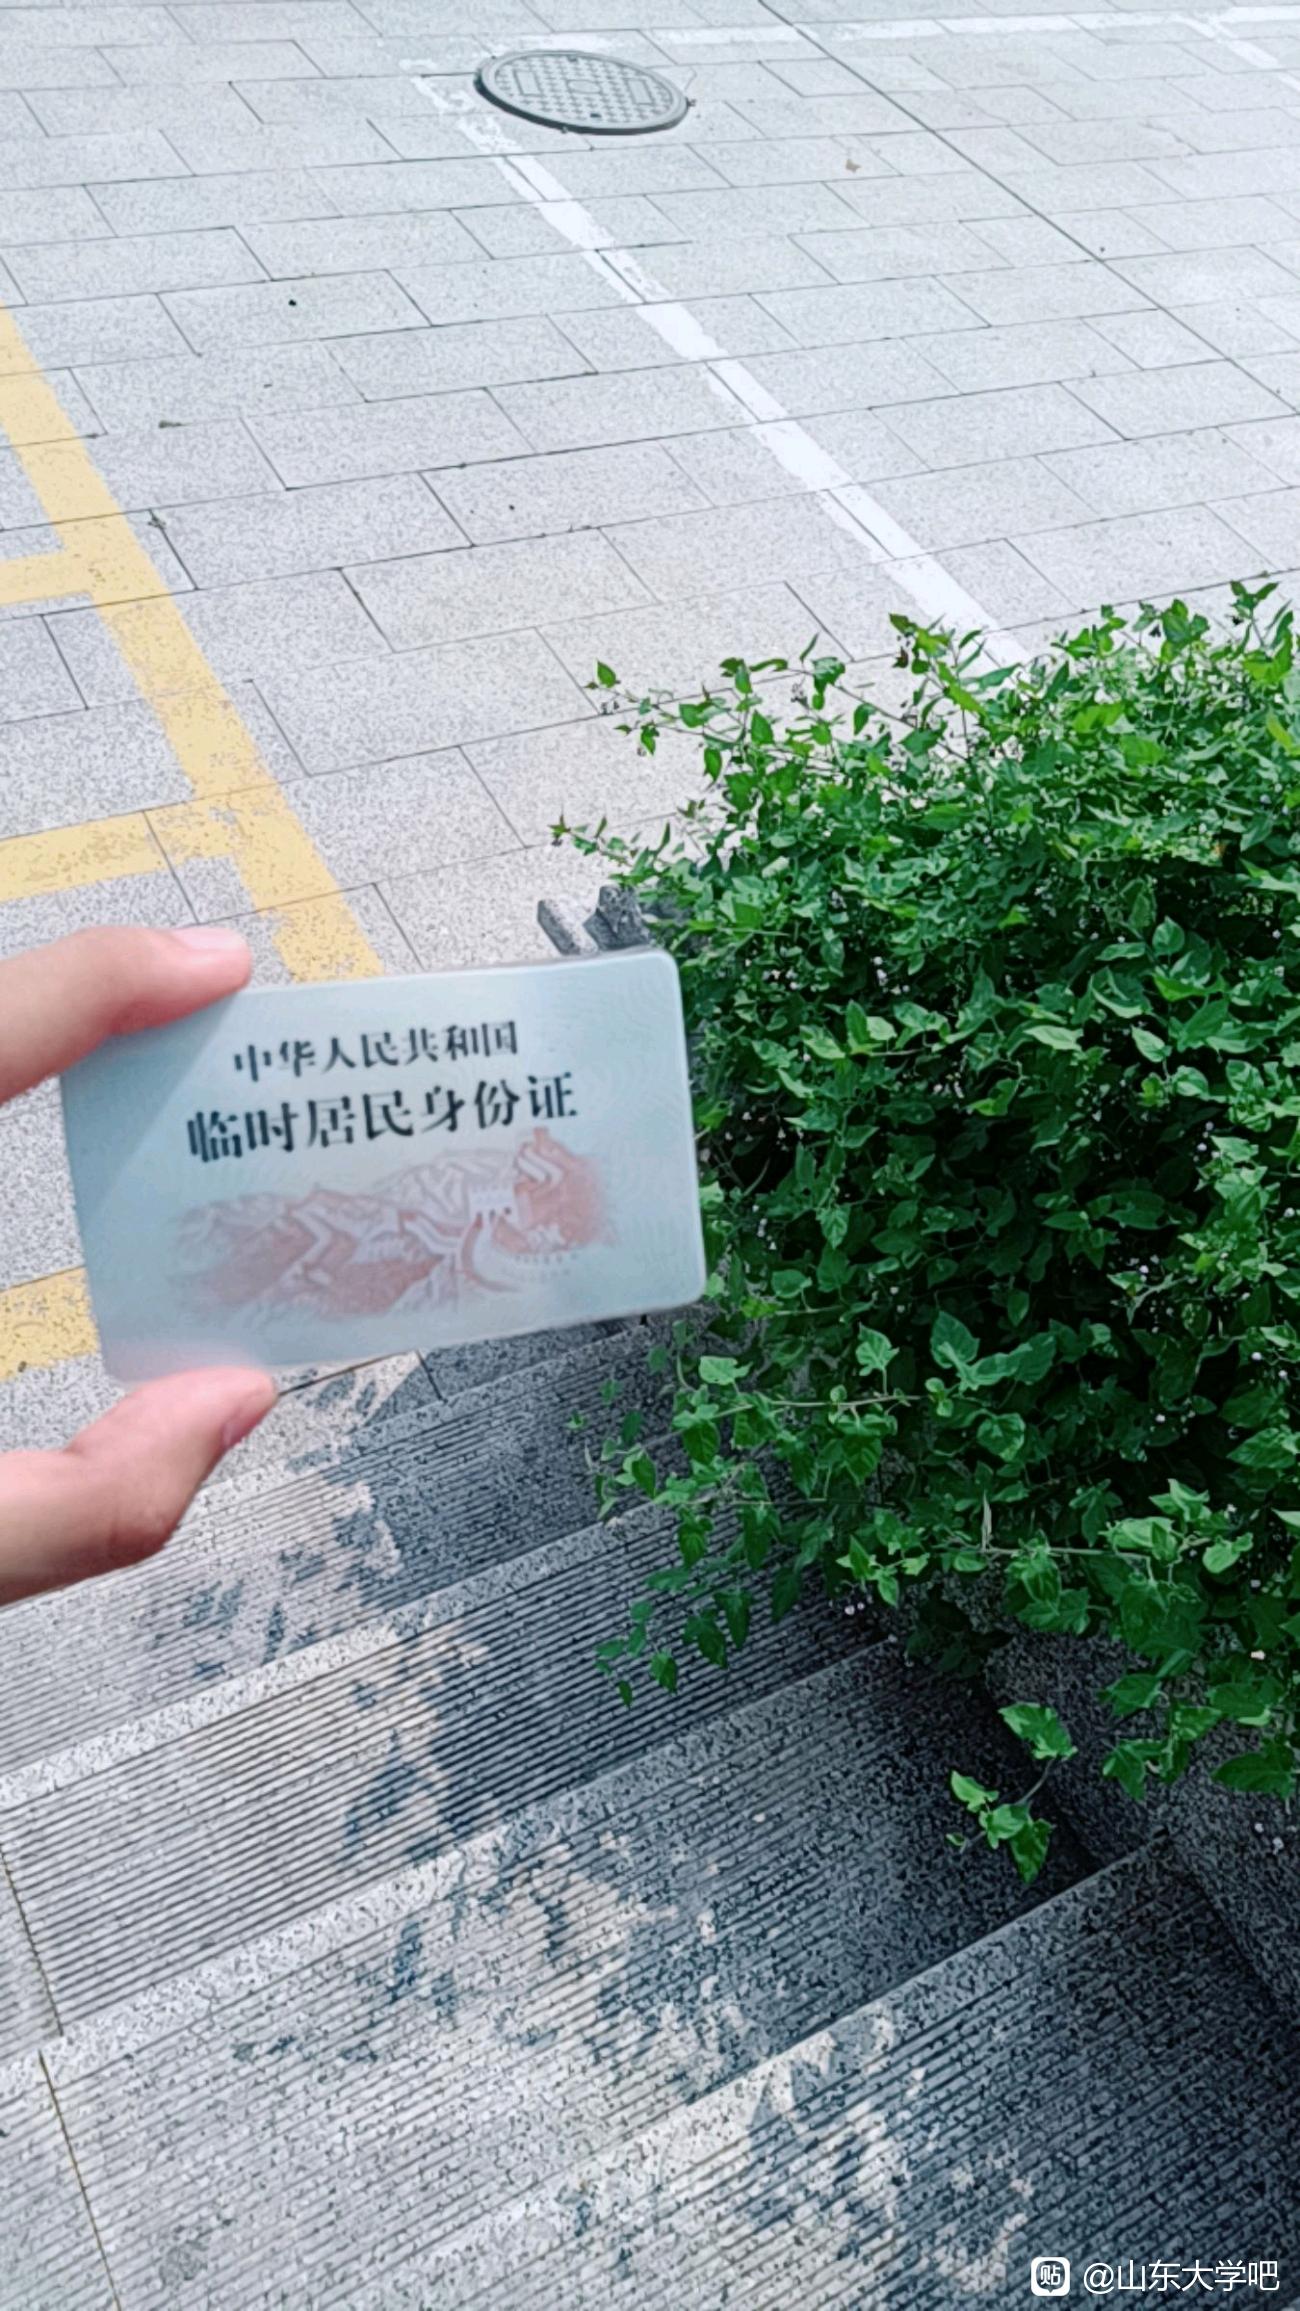 中华人民共和国
临时居民身份证
贴 @山东大学吧